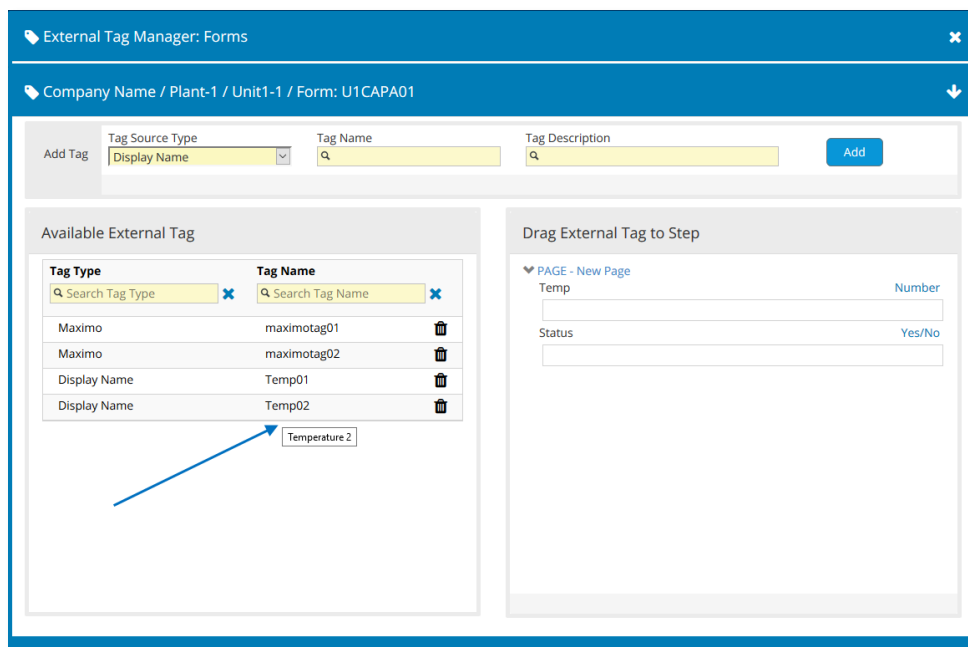 External Tag Manager: Forms
Company Name / Plant-1 / Unit1-1 / Form: U1CAPA01
Add Tag
Tag Source Type
Display Name
Tag Name
Tag Description
Add
Available External Tag
Tag Type
Tag Name
Search Tag Type
Search Tag Name
Maximo
maximotag01
Maximo
maximotag02
Display Name
Temp01
Display Name
Temp02
Temperature 2
Drag External Tag to Step
PAGE - New Page
Temp
Number
Status
Yes/No